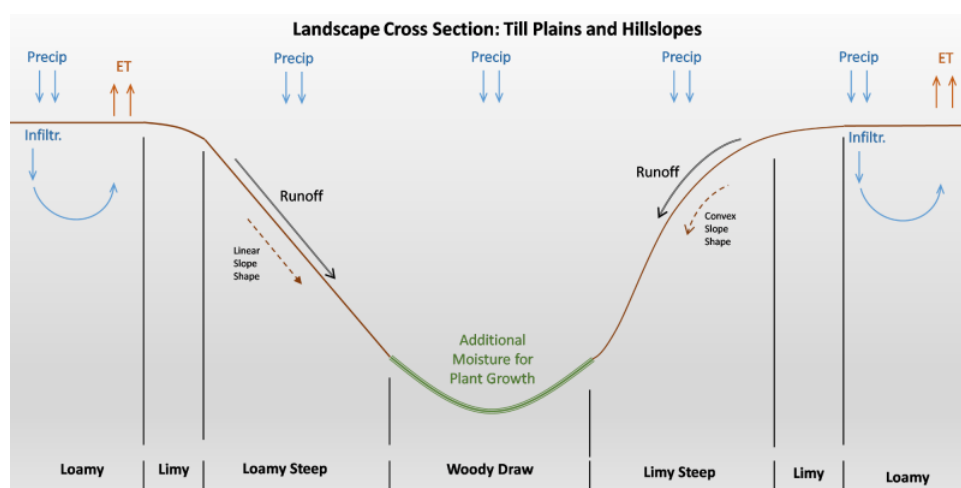 Landscape Cross Section: Till Plains and Hillslopes
Precip
ET
Precip
Precip
Precip
Precip
ET
Infiltr.
Infiltr.
Runoff
Runoff
Linear
Slope
Shape
Convex
Slope
Shape
Additional
Moisture for
Plant Growth
Loamy
Limy
Loamy Steep
Woody Draw
Limy Steep
Limy
Loamy